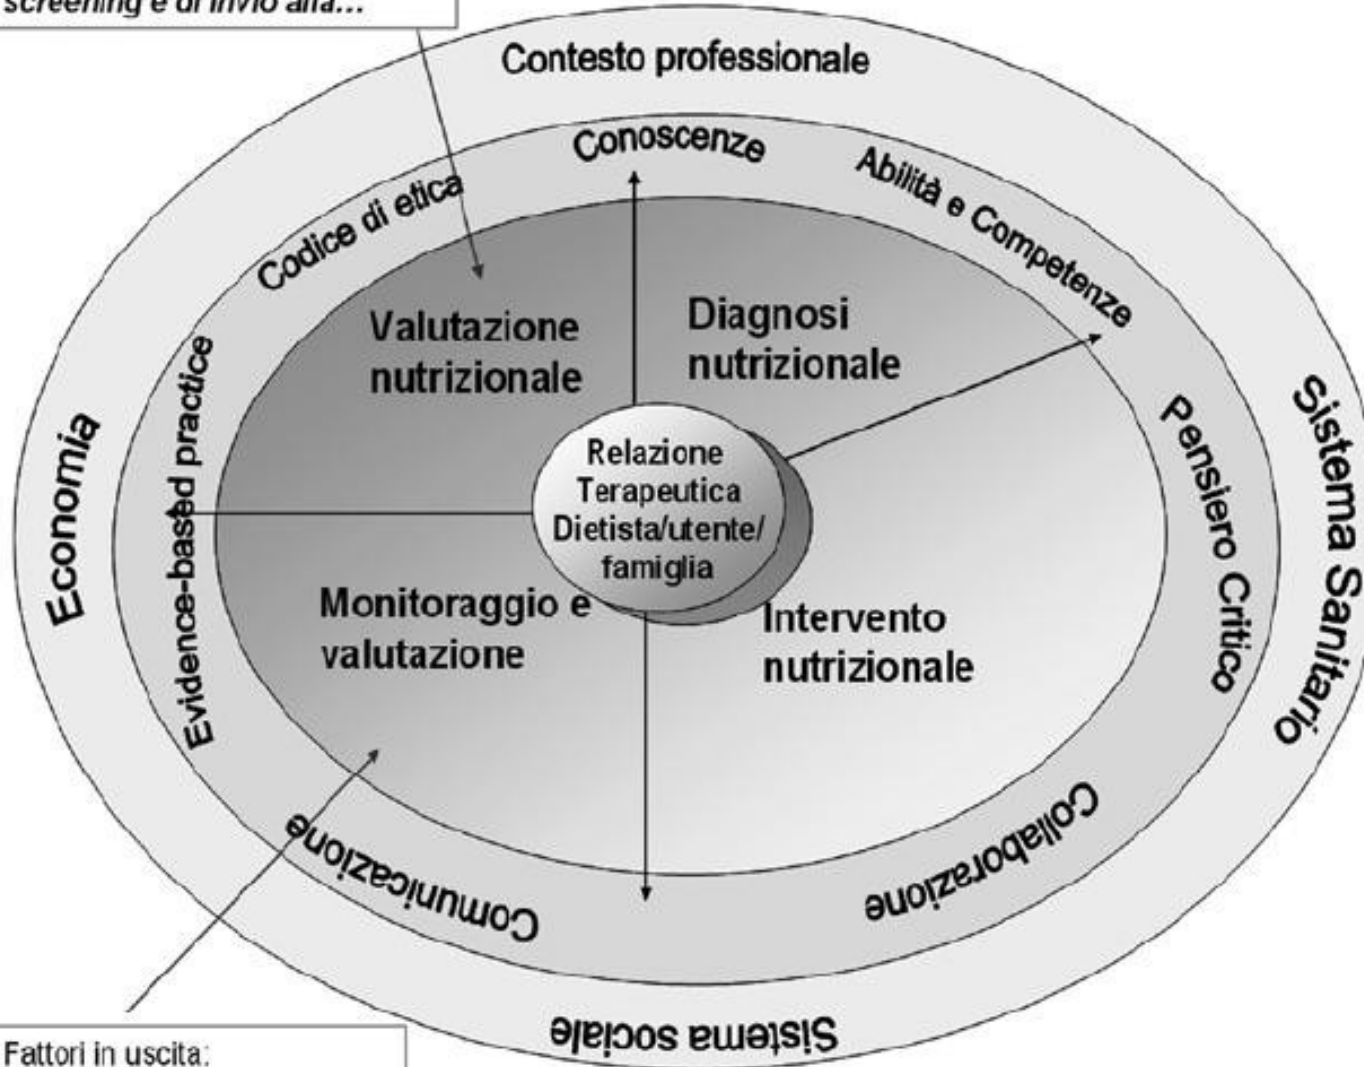 screening e di invio alla...
Contesto professionale
Conoscenze
Abilità e Competenze
Codice di etica
Valutazione
nutrizionale
Diagnosi
nutrizionale
Evidence-based practice
Economia
Pensiero Critico
Sistema Sanitario
Relazione
Terapeutica
Dietista/utente/
famiglia
Monitoraggio e
valutazione
Intervento
nutrizionale
Comunicazione
Collaborazione
Sistema sociale
Fattori in uscita: